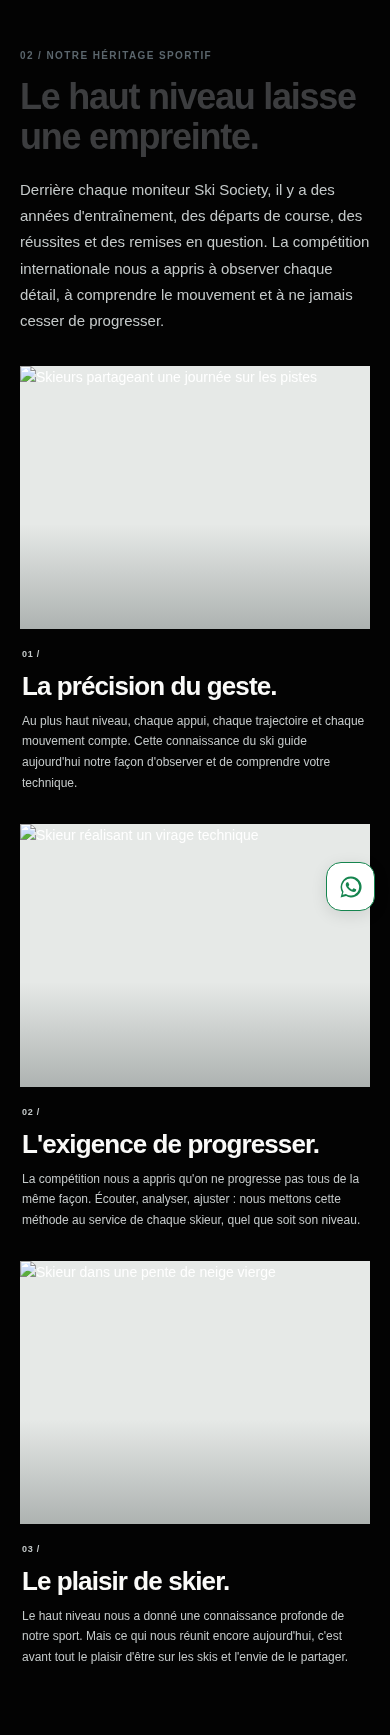 02 / NOTRE HÉRITAGE SPORTIF
Le haut niveau laisse
une empreinte.
Derrière chaque moniteur Ski Society, il y a des
années d'entraînement, des départs de course, des
réussites et des remises en question. La compétition
internationale nous a appris à observer chaque
détail, à comprendre le mouvement et à ne jamais
cesser de progresser.
Skieurs partageant une journée sur les pistes
01 /
La précision du geste.
Au plus haut niveau, chaque appui, chaque trajectoire et chaque
mouvement compte. Cette connaissance du ski guide
aujourd'hui notre façon d'observer et de comprendre votre
technique.
Skieur réalisant un virage technique
02 /
L'exigence de progresser.
La compétition nous a appris qu'on ne progresse pas tous de la
même façon. Écouter, analyser, ajuster : nous mettons cette
méthode au service de chaque skieur, quel que soit son niveau.
Skieur dans une pente de neige vierge
03 /
Le plaisir de skier.
Le haut niveau nous a donné une connaissance profonde de
notre sport. Mais ce qui nous réunit encore aujourd'hui, c'est
avant tout le plaisir d'être sur les skis et l'envie de le partager.